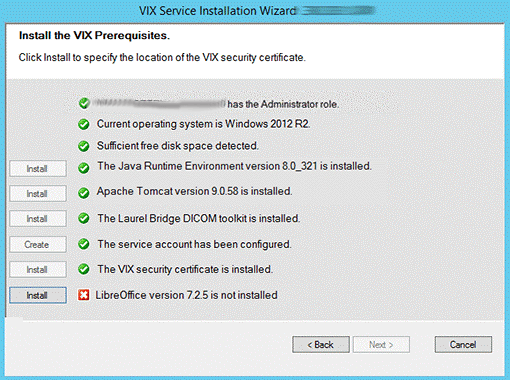 VIX Service Installation Wizard
Install the VIX Prerequisites.
Click Install to specify the location of the VIX security certificate.
has the Administrator role.
Current operating system is Windows 2012 R2.
Sufficient free disk space detected.
Install The Java Runtime Environment version 8.0_321 is installed.
Install Apache Tomcat version 9.0.58 is installed.
Install The Laurel Bridge DICOM toolkit is installed.
Create The service account has been configured.
Install The VIX security certificate is installed.
Install LibreOffice version 7.2.5 is not installed
< Back Next > Cancel